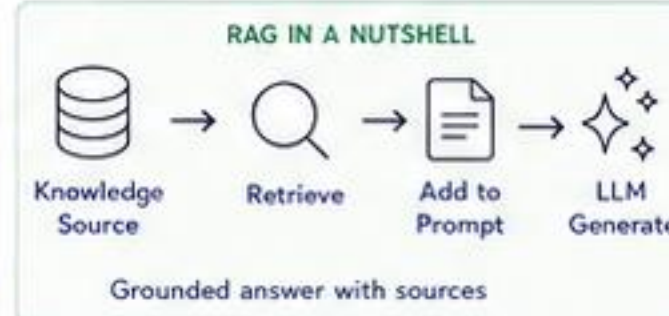 RAG IN A NUTSHELL
Knowledge Source
Retrieve
Add to Prompt
LLM Generate
Grounded answer with sources